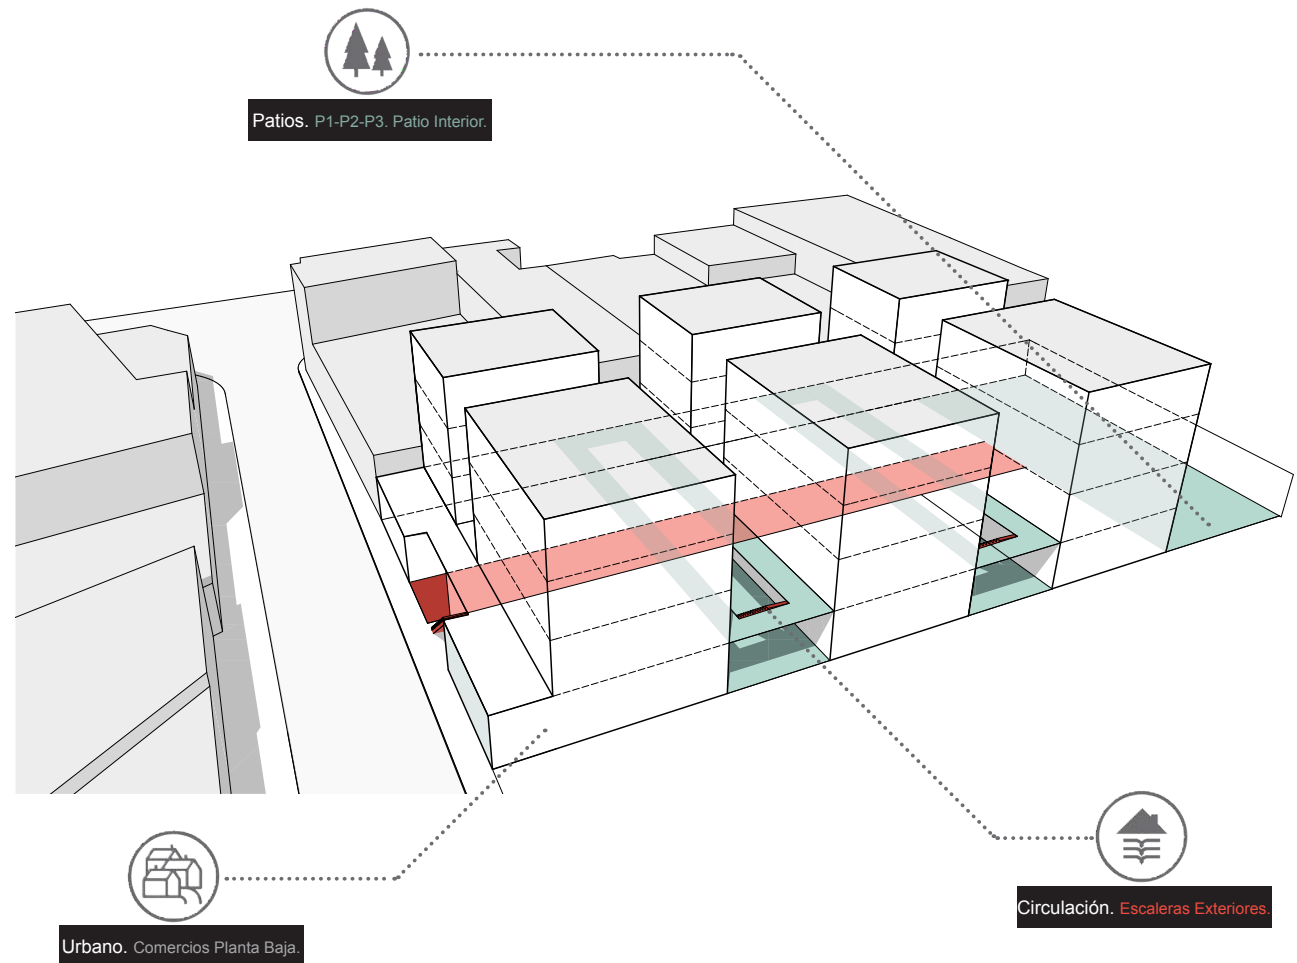 Patios. P1-P2-P3. Patio Interior.
Circulación. Escaleras Exteriores.
Urbano. Comercios Planta Baja.